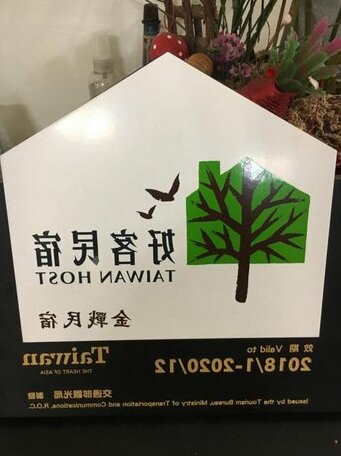 好客民宿
TAIWAN HOST
金戰民宿
效期 Valid to
2018/1-2020/12
Taiwan
THE HEART OF ASIA
交通部觀光局 製發
Issued by the Tourism Bureau, Ministry of Transportation and Communications, R.O.C.